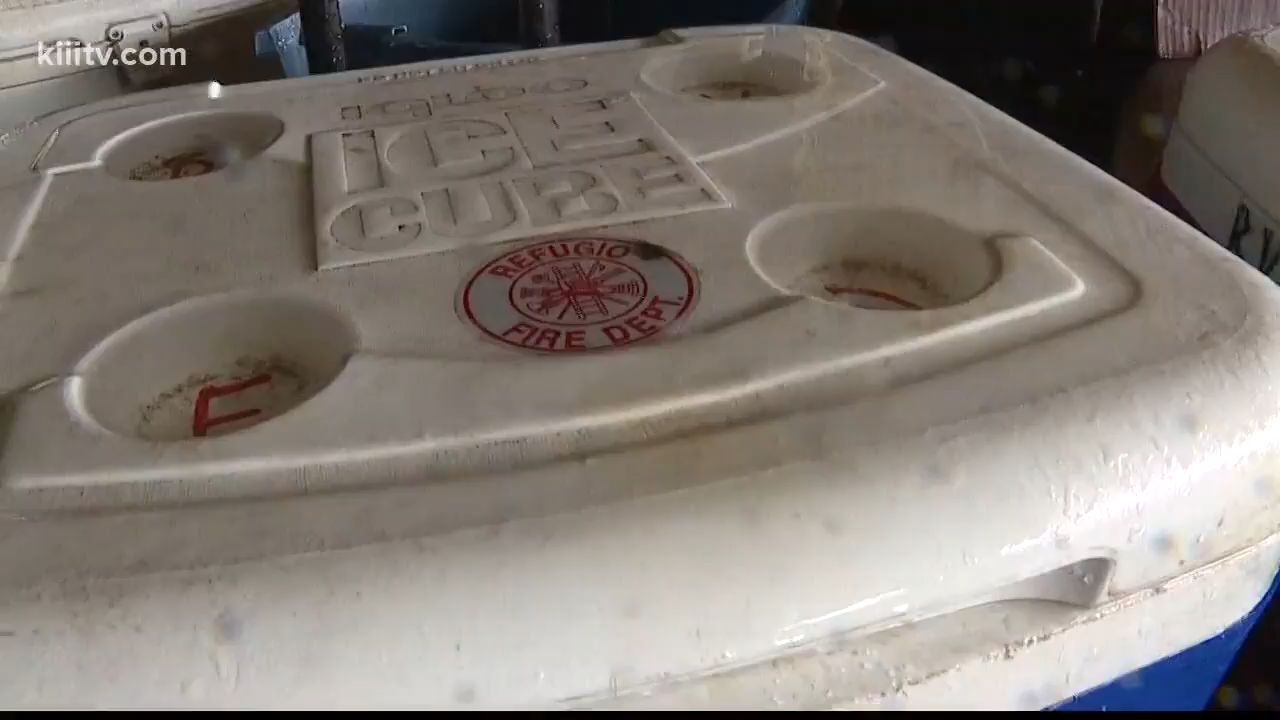 kiiitv.com
IGLOO
ICE
CUBE
REFUGIO
FIRE DEPT.